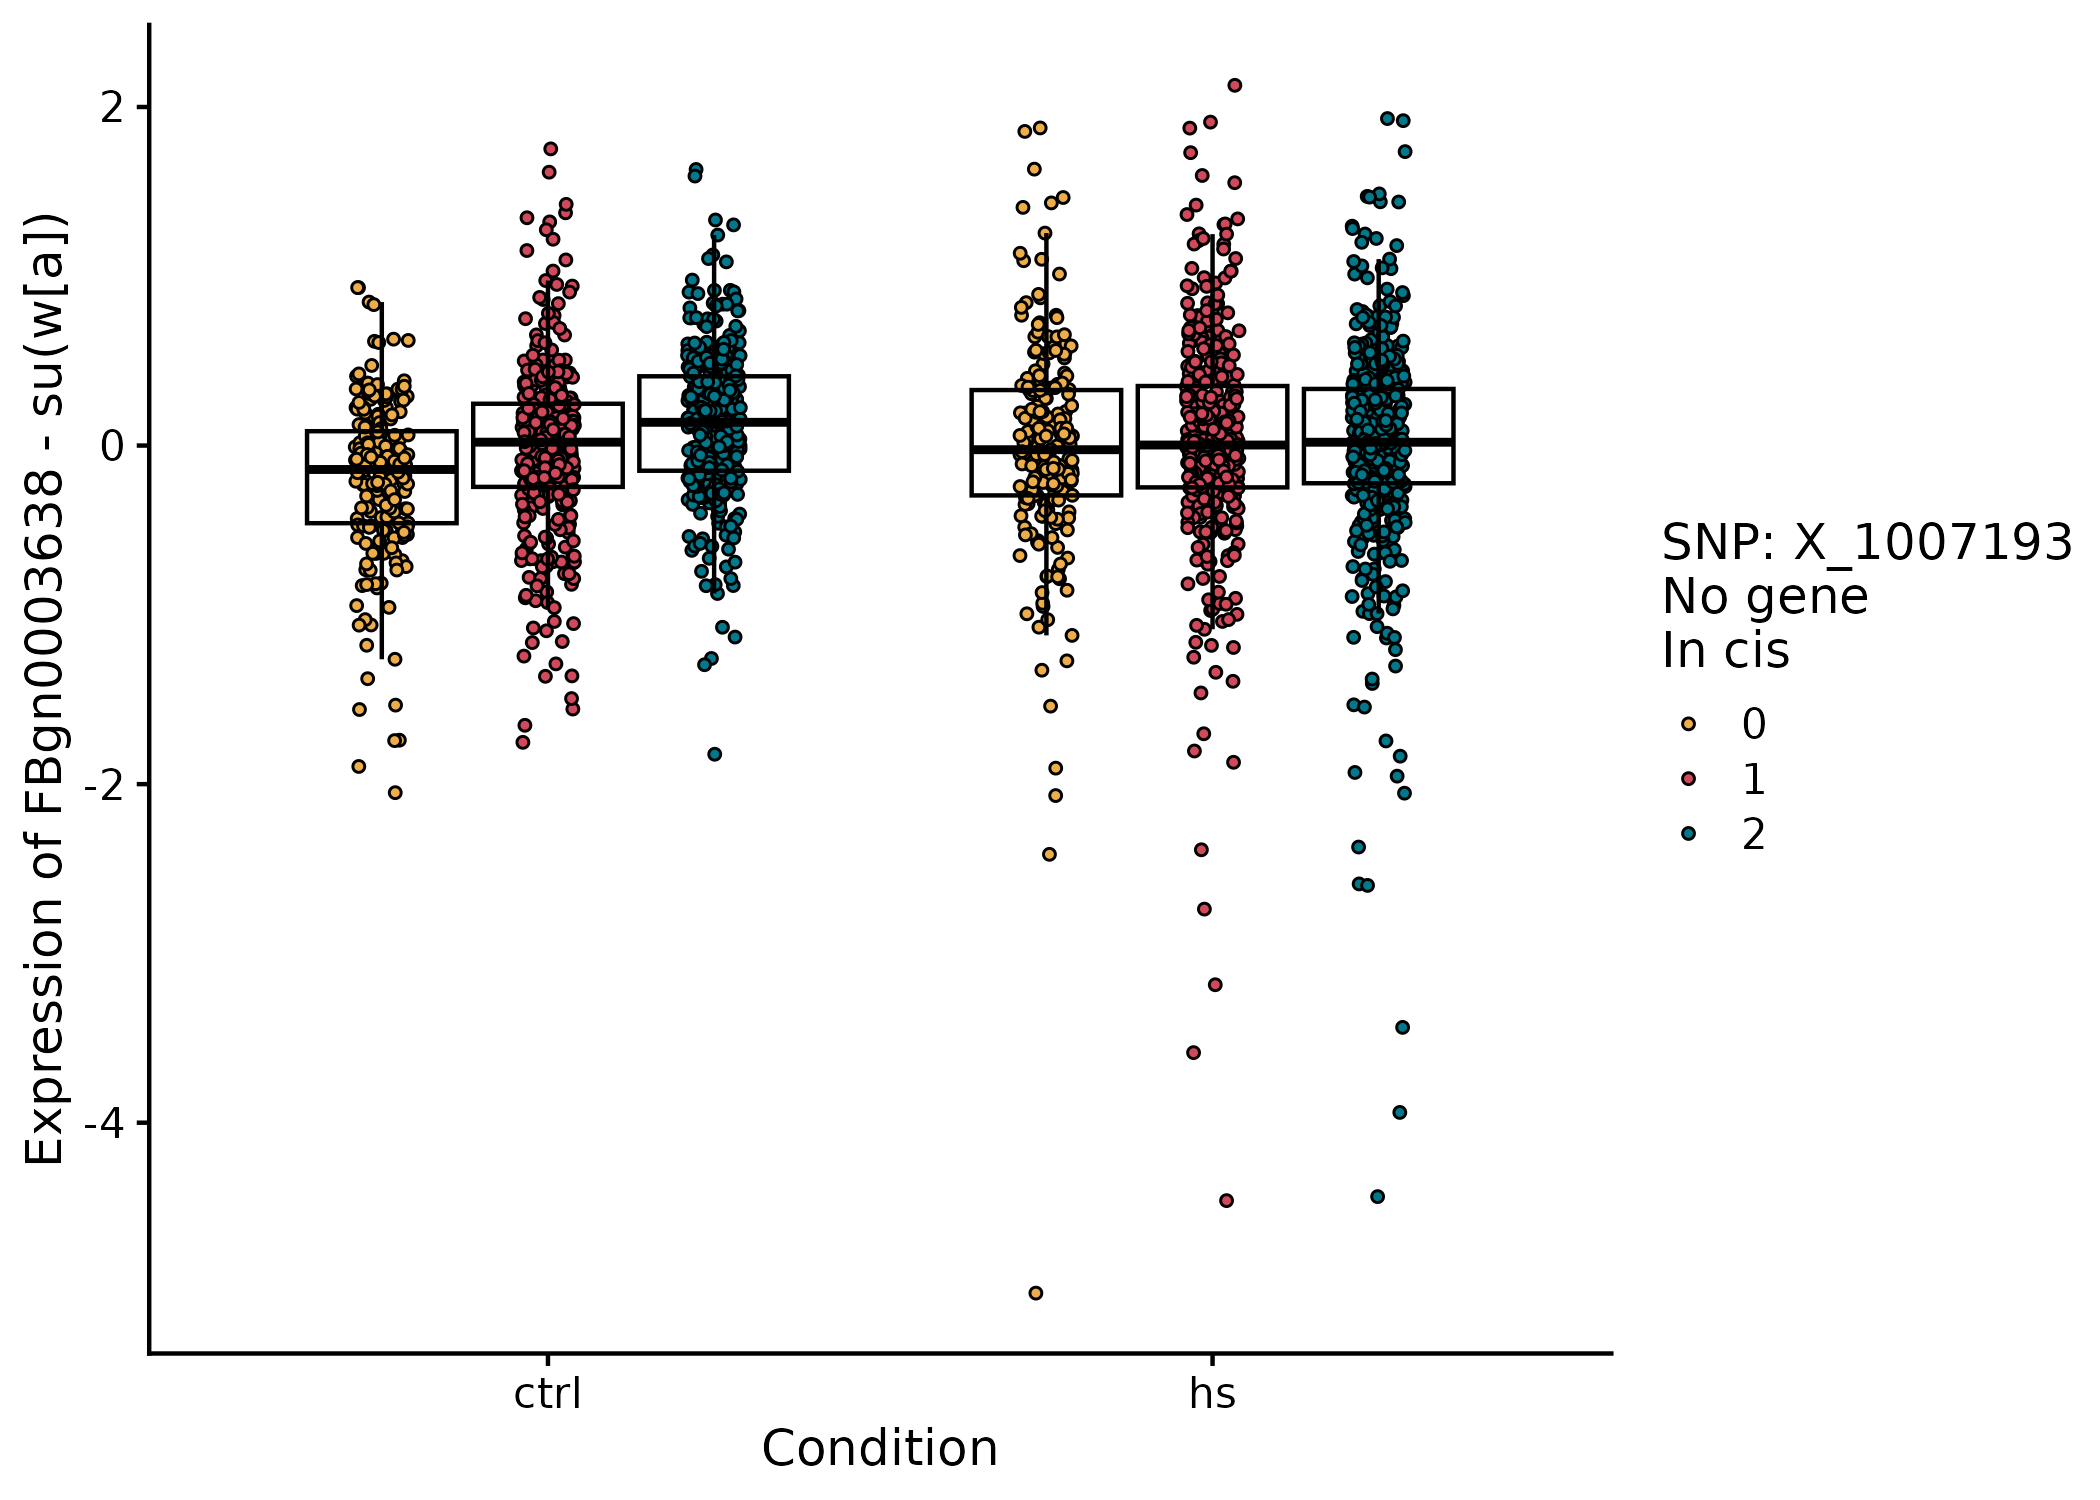 Expression of FBgn0003638 - su(w[a])
2
0
-2
-4
ctrl
hs
Condition
SNP: X_1007193
No gene
In cis
0
1
2